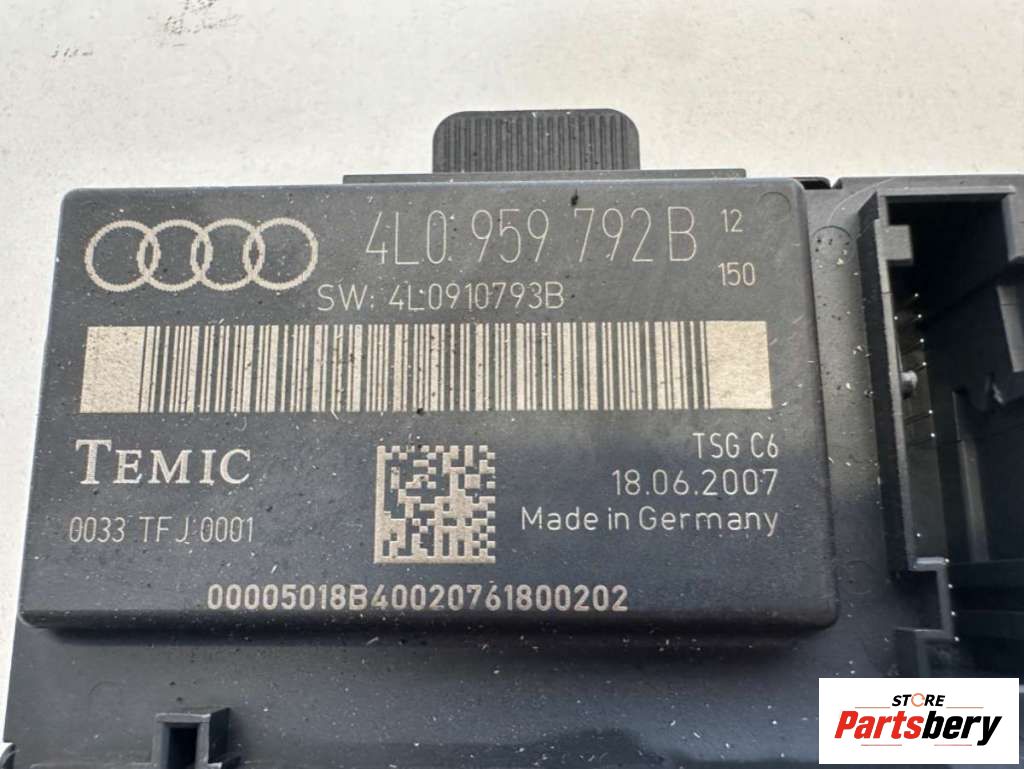 4L0 959 792 B 12
150
SW: 4L0910793B
TEMIC
TSG C6
18.06.2007
0033 TFJ 0001
Made in Germany
00005018B40020761800202
STORE
Partsbery